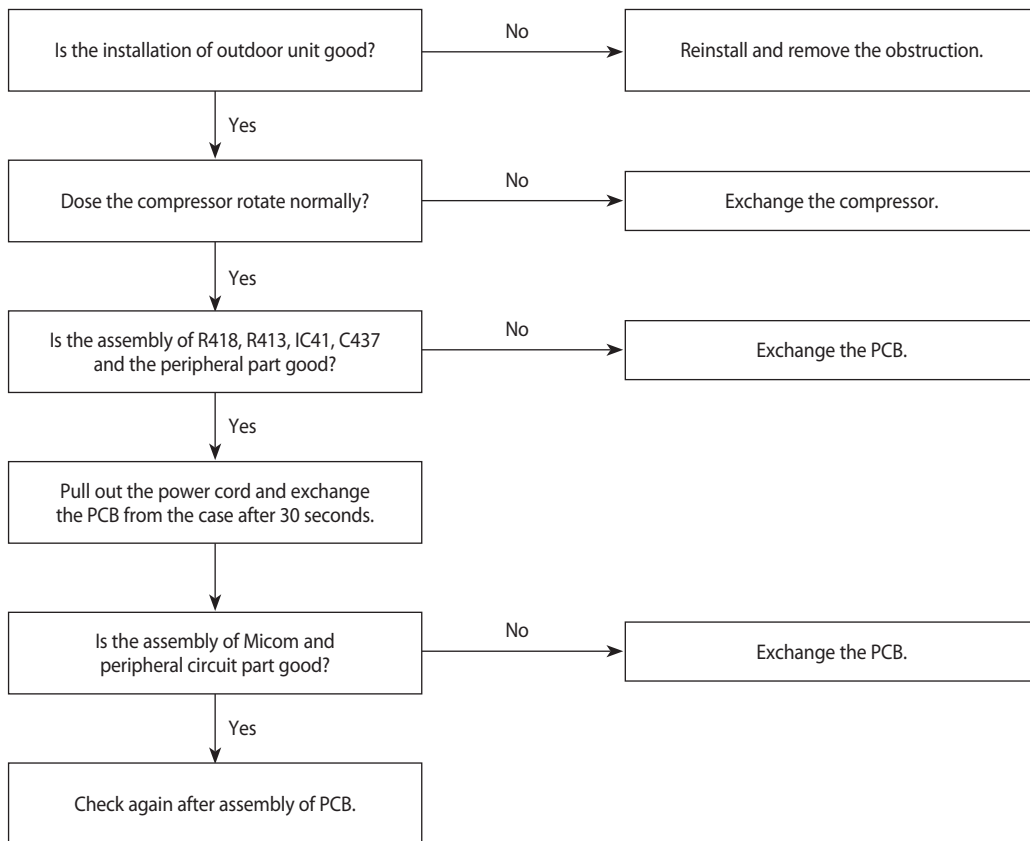 Is the installation of outdoor unit good?
No
Reinstall and remove the obstruction.
Yes
Dose the compressor rotate normally?
No
Exchange the compressor.
Yes
Is the assembly of R418, R413, IC41, C437
and the peripheral part good?
No
Exchange the PCB.
Yes
Pull out the power cord and exchange
the PCB from the case after 30 seconds.
Is the assembly of Micom and
peripheral circuit part good?
No
Exchange the PCB.
Yes
Check again after assembly of PCB.